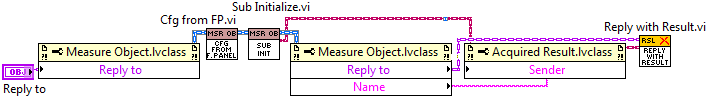 Sub Initialize.vi
Cfg from FP.vi
Reply with Result.vi
MSR OB
MSR OB
RSL
Measure Object.lvclass
CFG
FROM
F.PANEL
SUB
INIT
Measure Object.lvclass
Acquired Result.lvclass
REPLY
WITH
RESULT
OBJ
Reply to
Reply to
Sender
Reply to
Name